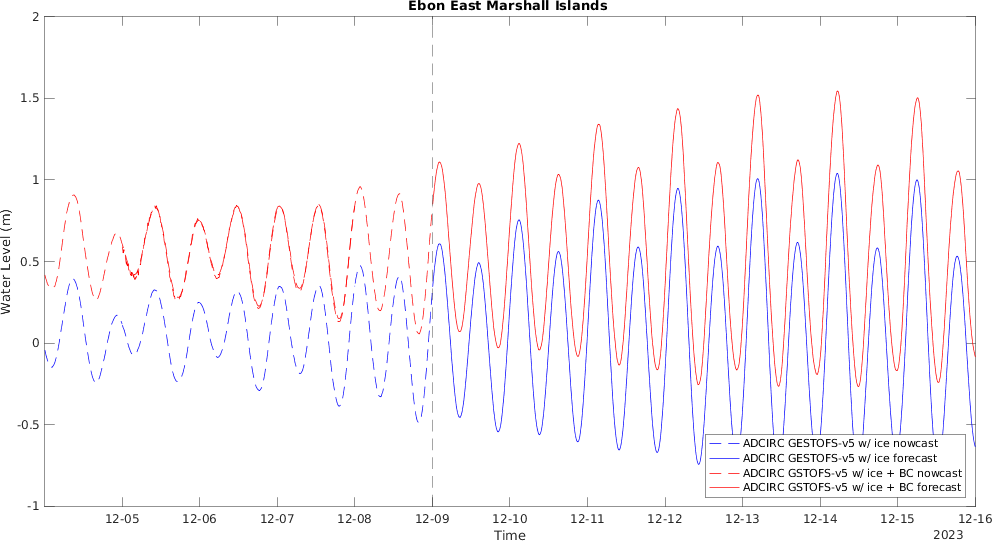 Ebon East Marshall Islands
2
1.5
1
0.5
0
-0.5
-1
Water Level (m)
12-05
12-06
12-07
12-08
12-09
12-10
12-11
12-12
12-13
12-14
12-15
12-16
Time
2023
ADCIRC GESTOFS-v5 w/ ice nowcast
ADCIRC GESTOFS-v5 w/ ice forecast
ADCIRC GSTOFS-v5 w/ ice + BC nowcast
ADCIRC GSTOFS-v5 w/ ice + BC forecast